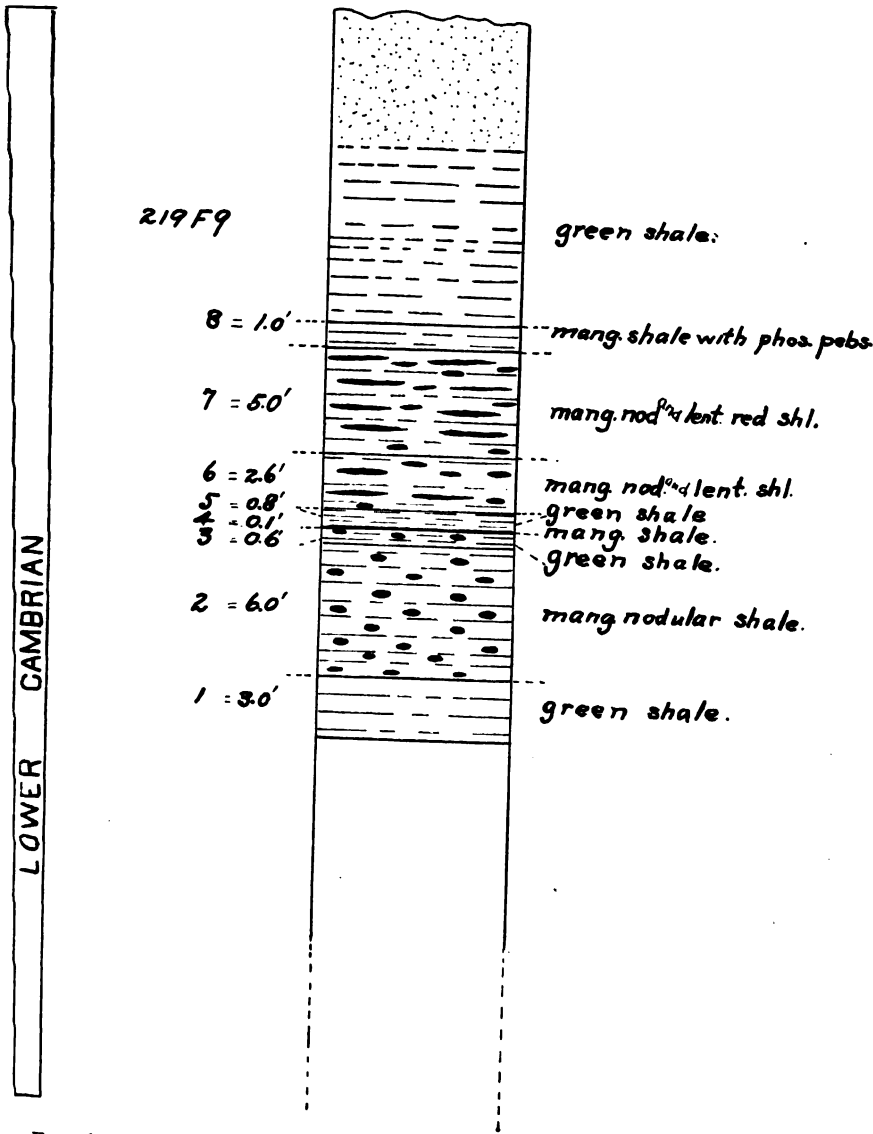 LOWER CAMBRIAN
219F9
green shale.
8 = 1.0'
mang. shale with phos. pebs
7 = 5.0'
mang. nod. and lent. red shl.
6 = 2.6'
mang. nod. and lent. shl.
5 = 0.8'
green shale
4 = 0.1'
mang. shale.
3 = 0.6'
green shale.
2 = 6.0'
mang. nodular shale.
1 = 3.0'
green shale.